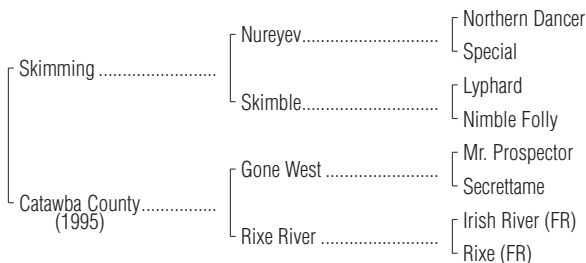 Northern Dancer
Nureyev..................................
Special
Skimming .............................
Lyphard
Skimble..................................
Nimble Folly
Mr. Prospector
Gone West .............................
Secrettame
Catawba County..................
(1995)
Irish River (FR)
Rixe River .............................
Rixe (FR)